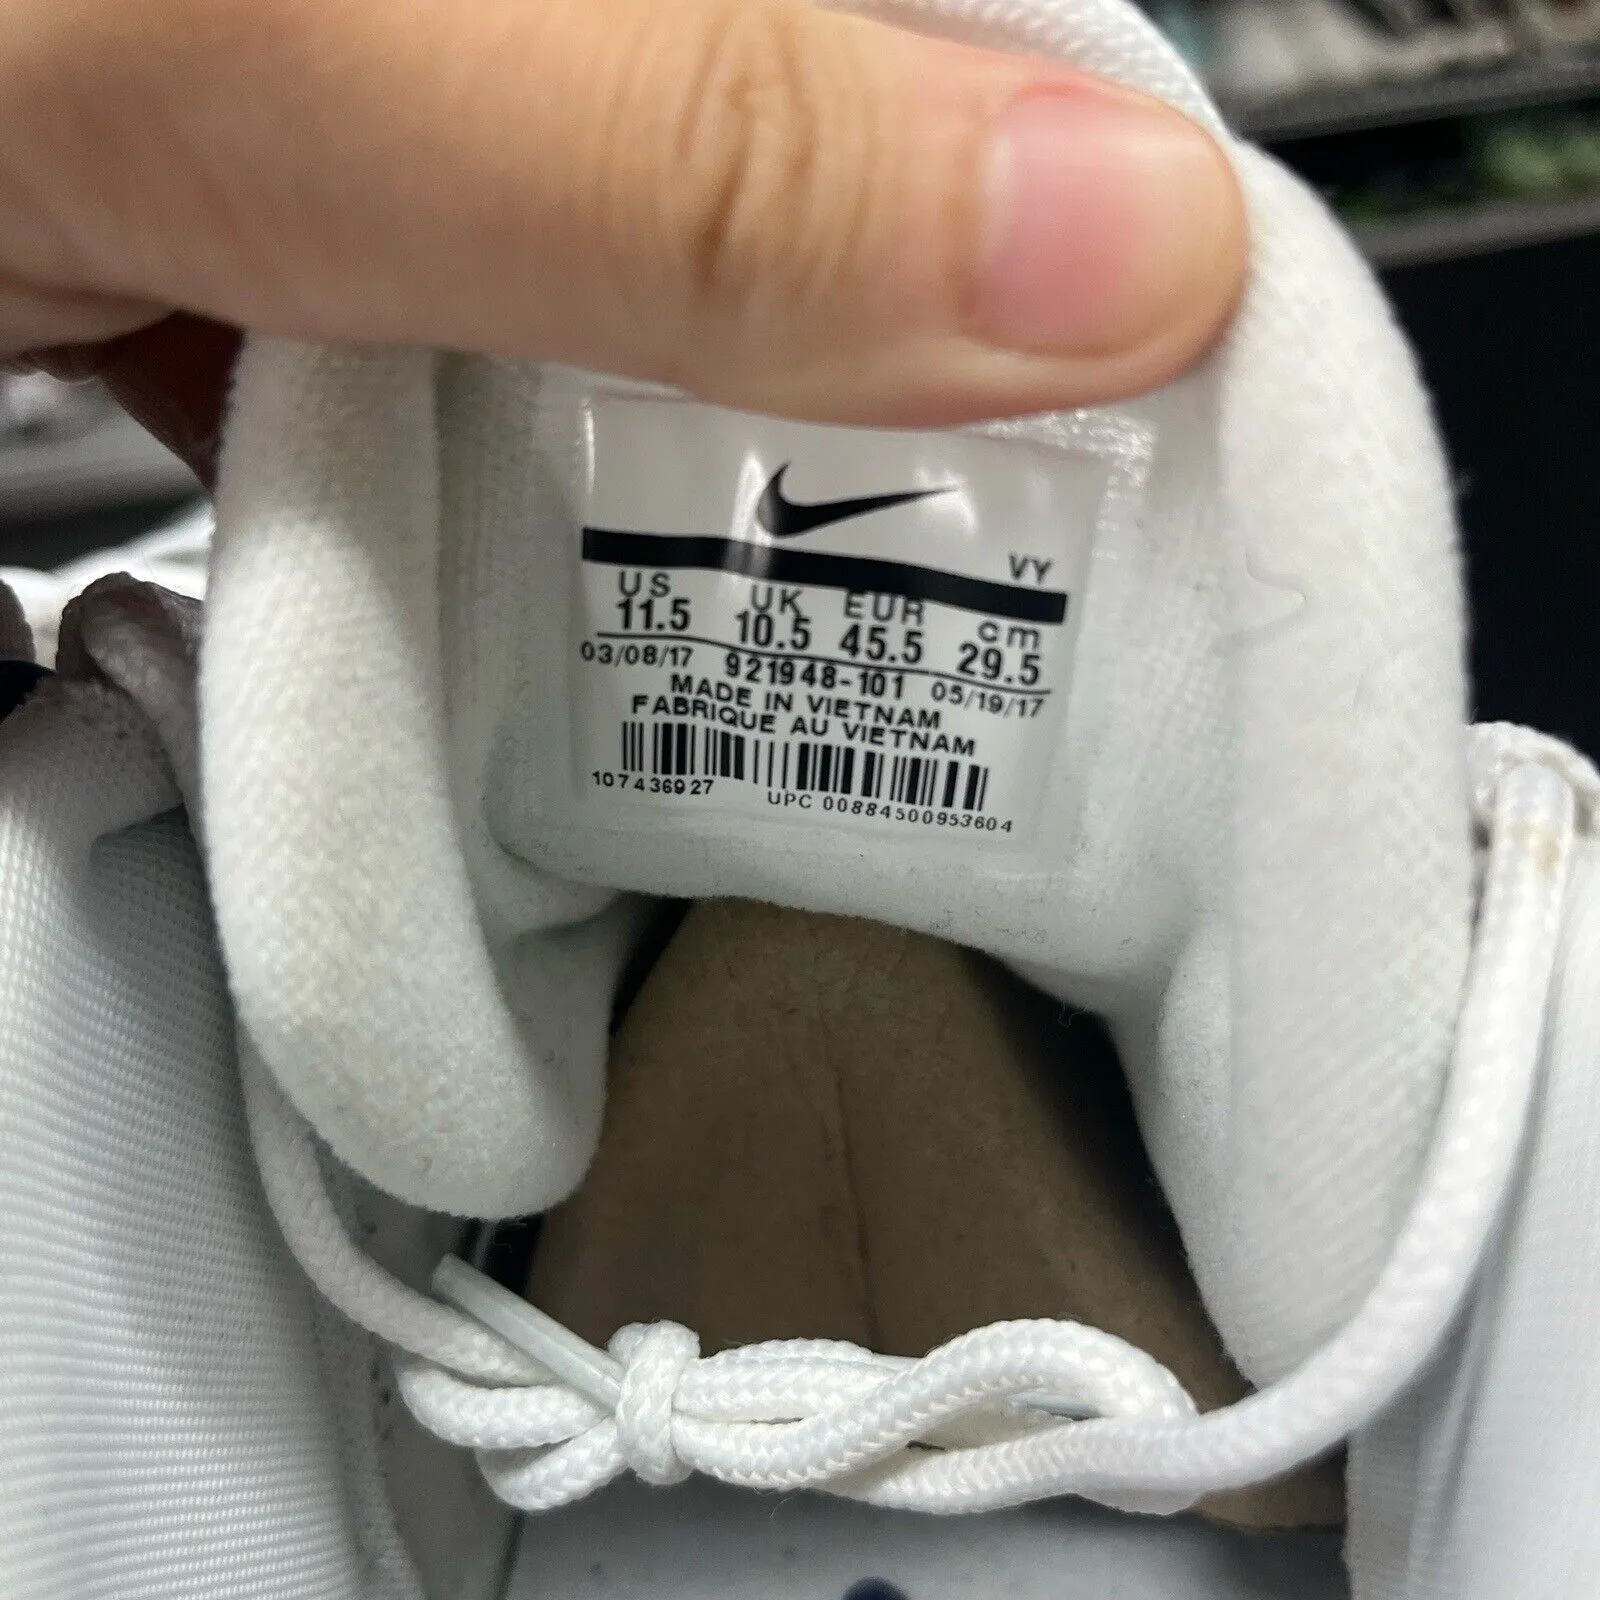 VY
US UK EUR cm
11.5 10.5 45.5 29.5
03/08/17 921948-101 05/19/17
MADE IN VIETNAM
FABRIQUE AU VIETNAM
107436927 UPC 00884500953604